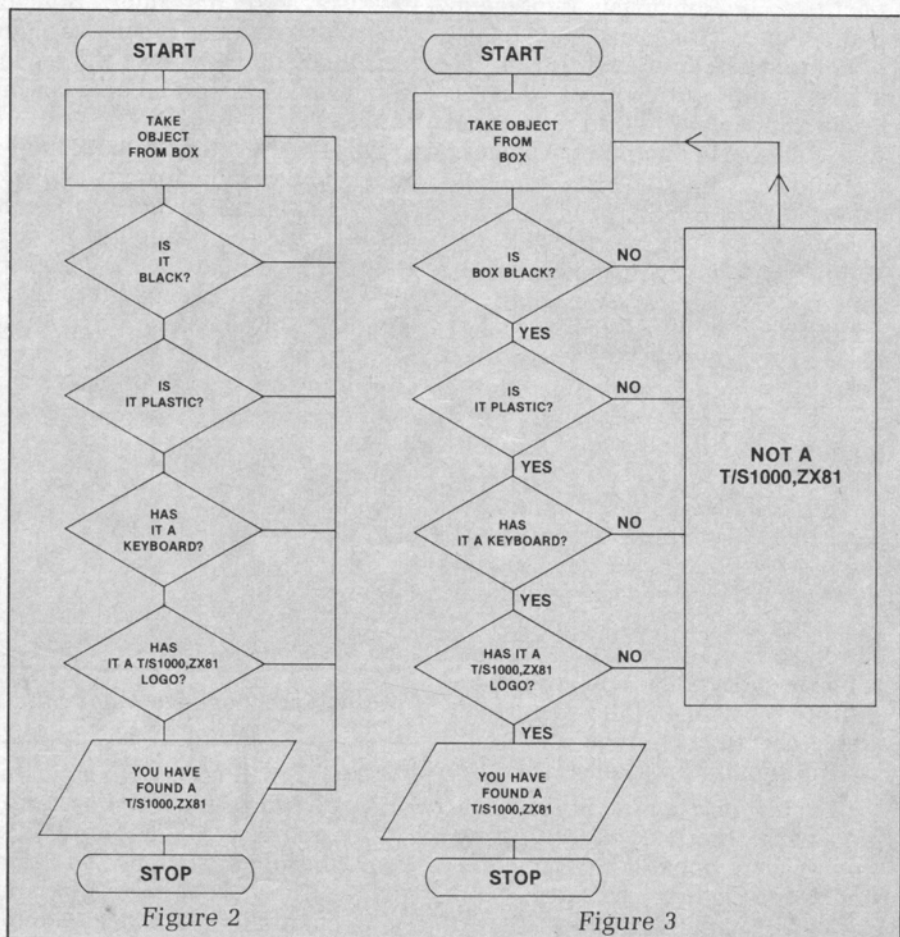 START
TAKE
OBJECT
FROM BOX
IS
IT
BLACK?
IS
IT PLASTIC?
HAS
IT A
KEYBOARD?
HAS
IT A T/S1000,ZX81
LOGO?
YOU HAVE
FOUND A
T/S1000,ZX81
STOP
Figure 2
START
TAKE OBJECT
FROM
BOX
IS
BOX BLACK?
NO
YES
IS
IT PLASTIC?
NO
YES
HAS
IT A KEYBOARD?
NO
YES
HAS IT A
T/S1000,ZX81
LOGO?
NO
YES
NOT A
T/S1000,ZX81
YOU HAVE
FOUND A
T/S1000,ZX81
STOP
Figure 3